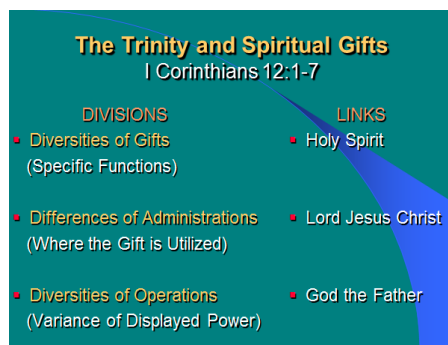 The Trinity and Spiritual Gifts
I Corinthians 12:1-7
DIVISIONS LINKS
▪ Diversities of Gifts ▪ Holy Spirit
(Specific Functions)
▪ Differences of Administrations ▪ Lord Jesus Christ
(Where the Gift is Utilized)
▪ Diversities of Operations ▪ God the Father
(Variance of Displayed Power)